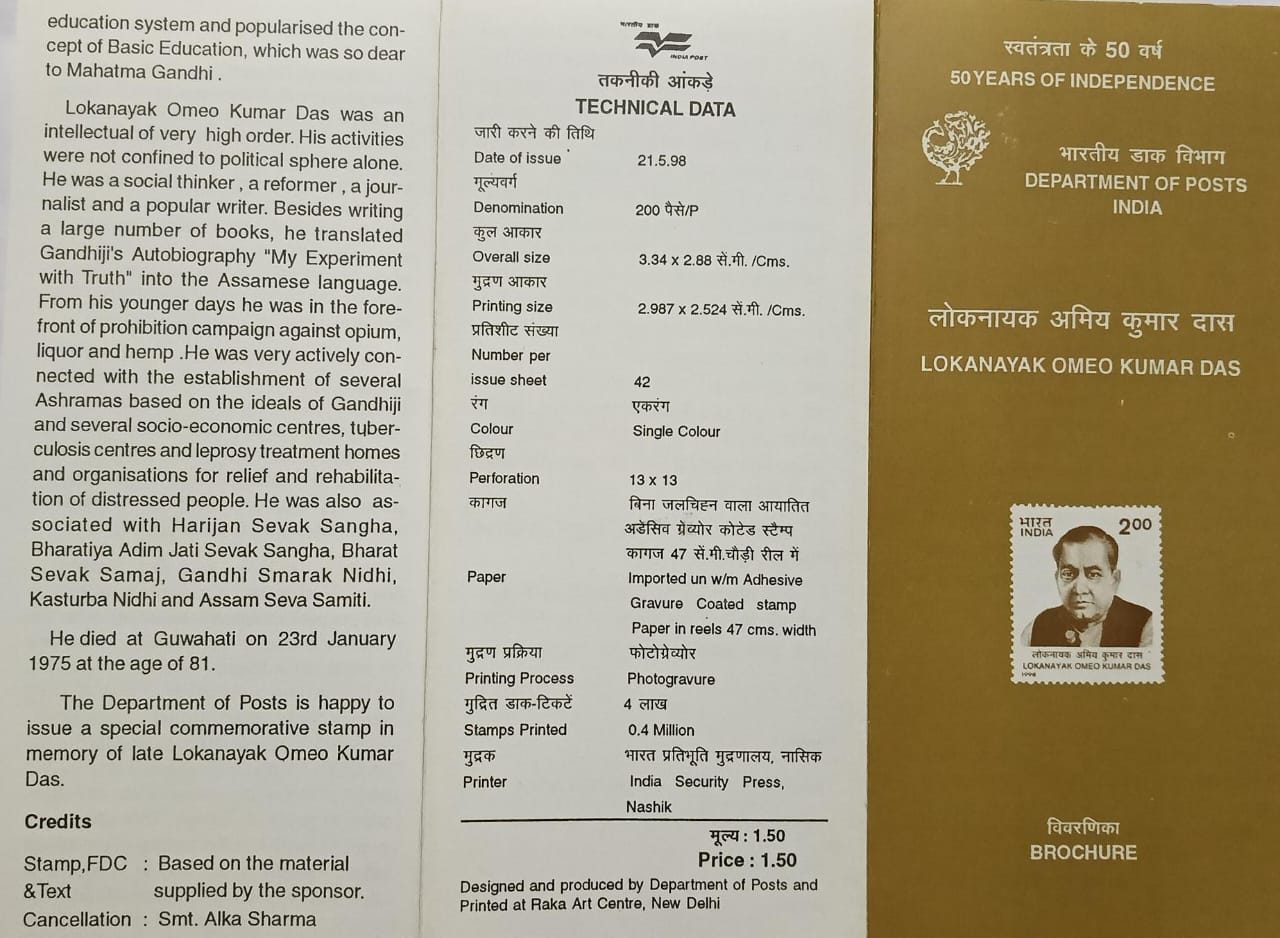 education system and popularised the con-
cept of Basic Education, which was so dear
to Mahatma Gandhi .
Lokanayak Omeo Kumar Das was an
intellectual of very high order. His activities
were not confined to political sphere alone.
He was a social thinker , a reformer , a jour-
nalist and a popular writer. Besides writing
a large number of books, he translated
Gandhiji's Autobiography "My Experiment
with Truth" into the Assamese language.
From his younger days he was in the fore-
front of prohibition campaign against opium,
liquor and hemp .He was very actively con-
nected with the establishment of several
Ashramas based on the ideals of Gandhiji
and several socio-economic centres, tuber-
culosis centres and leprosy treatment homes
and organisations for relief and rehabilita-
tion of distressed people. He was also as-
sociated with Harijan Sevak Sangha,
Bharatiya Adim Jati Sevak Sangha, Bharat
Sevak Samaj, Gandhi Smarak Nidhi,
Kasturba Nidhi and Assam Seva Samiti.
He died at Guwahati on 23rd January
1975 at the age of 81.
The Department of Posts is happy to
issue a special commemorative stamp in
memory of late Lokanayak Omeo Kumar
Das.
Credits
Stamp,FDC : Based on the material
&Text supplied by the sponsor.
Cancellation : Smt. Alka Sharma
भारतीय डाक
INDIA POST
तकनीकी आंकड़े
TECHNICAL DATA
जारी करने की तिथि
Date of issue 21.5.98
गूल्यवर्ग
Denomination 200 पैसे/P
कुल आकार
Overall size 3.34 x 2.88 सें.मी. /Cms.
मुद्रण आकार
Printing size 2.987 x 2.524 सें.मी. /Cms.
प्रतिशीट संख्या
Number per
issue sheet 42
रंग एकरंग
Colour Single Colour
छिद्रण
Perforation 13 x 13
कागज बिना जलचिह्न वाला आयातित
अडेसिव ग्रेव्योर कोटेड स्टैम्प
कागज 47 सें.मी.चौड़ी रील में
Paper Imported un w/m Adhesive
Gravure Coated stamp
Paper in reels 47 cms. width
मुद्रण प्रक्रिया फोटोग्रेव्योर
Printing Process Photogravure
गुद्रित डाक-टिकटें 4 लाख
Stamps Printed 0.4 Million
मुद्रक भारत प्रतिभूति मुद्रणालय, नासिक
Printer India Security Press,
Nashik
मूल्य : 1.50
Price : 1.50
Designed and produced by Department of Posts and
Printed at Raka Art Centre, New Delhi
स्वतंत्रता के 50 वर्ष
50 YEARS OF INDEPENDENCE
भारतीय डाक विभाग
DEPARTMENT OF POSTS
INDIA
लोकनायक अमिय कुमार दास
LOKANAYAK OMEO KUMAR DAS
भारत 200
INDIA
लोकनायक अमिय कुमार दास
LOKANAYAK OMEO KUMAR DAS
1998
विवरणिका
BROCHURE